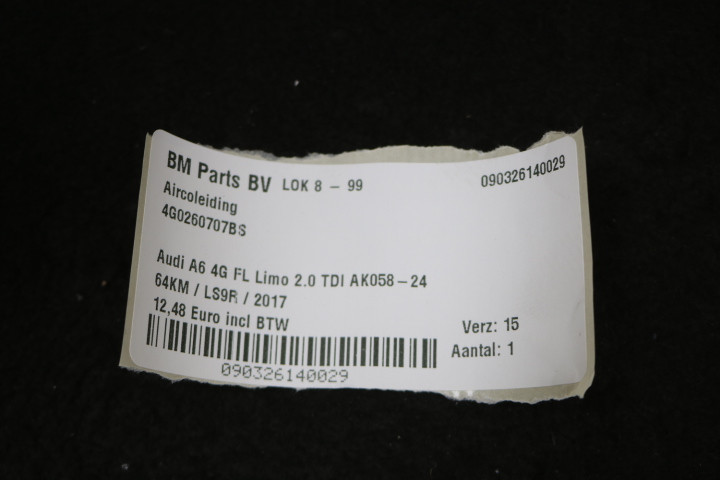 BM Parts BV LOK 8 - 99 090326140029
Aircoleiding
4G0260707BS
Audi A6 4G FL Limo 2.0 TDI AK058-24
64KM / LS9R / 2017
12,48 Euro incl BTW
Verz: 15
Aantal: 1
090326140029